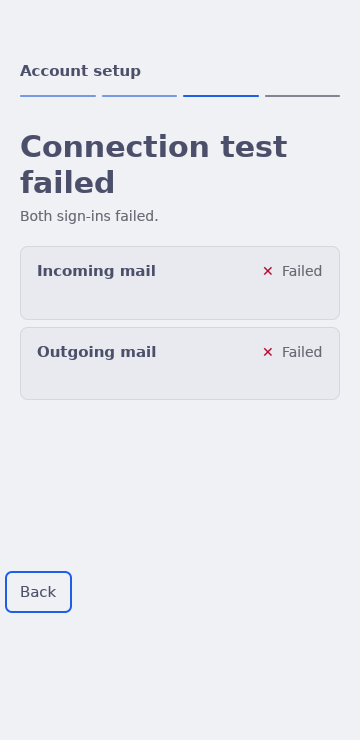 Account setup
Connection test
failed
Both sign-ins failed.
Incoming mail ✕ Failed
Outgoing mail ✕ Failed
Back